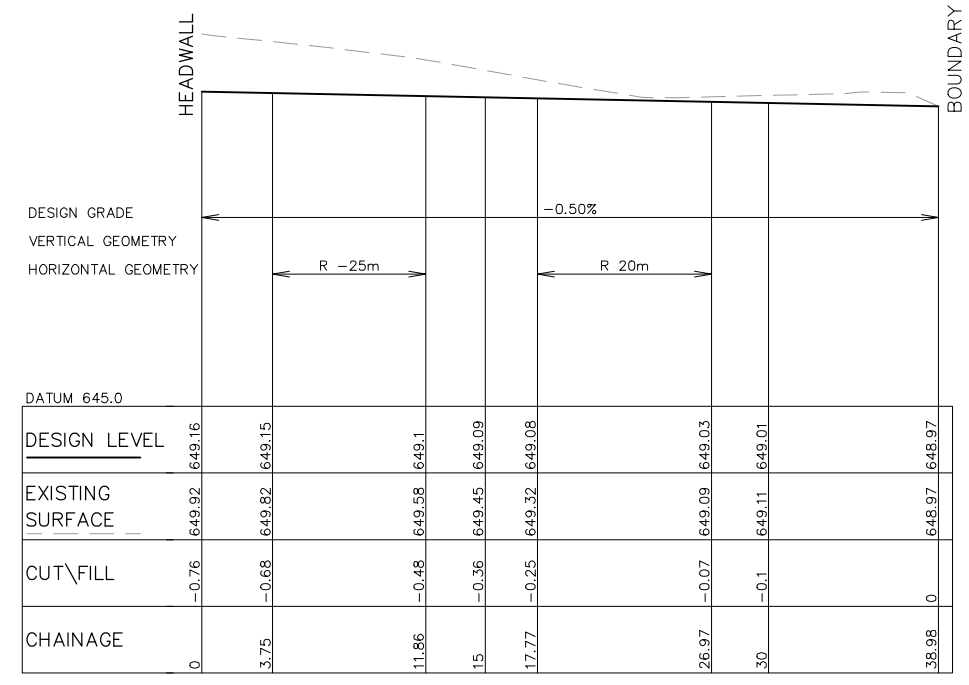 HEADWALL
BOUNDARY
DESIGN GRADE
-0.50%
VERTICAL GEOMETRY
HORIZONTAL GEOMETRY
R -25m
R 20m
DATUM 645.0
DESIGN LEVEL 649.16 649.15 649.1 649.09 649.08 649.03 649.01 648.97
EXISTING
SURFACE
649.92 649.82 649.58 649.45 649.32 649.09 649.11 648.97
CUT\FILL -0.76 -0.68 -0.48 -0.36 -0.25 -0.07 -0.1 0
CHAINAGE 0 3.75 11.86 15 17.77 26.97 30 38.98